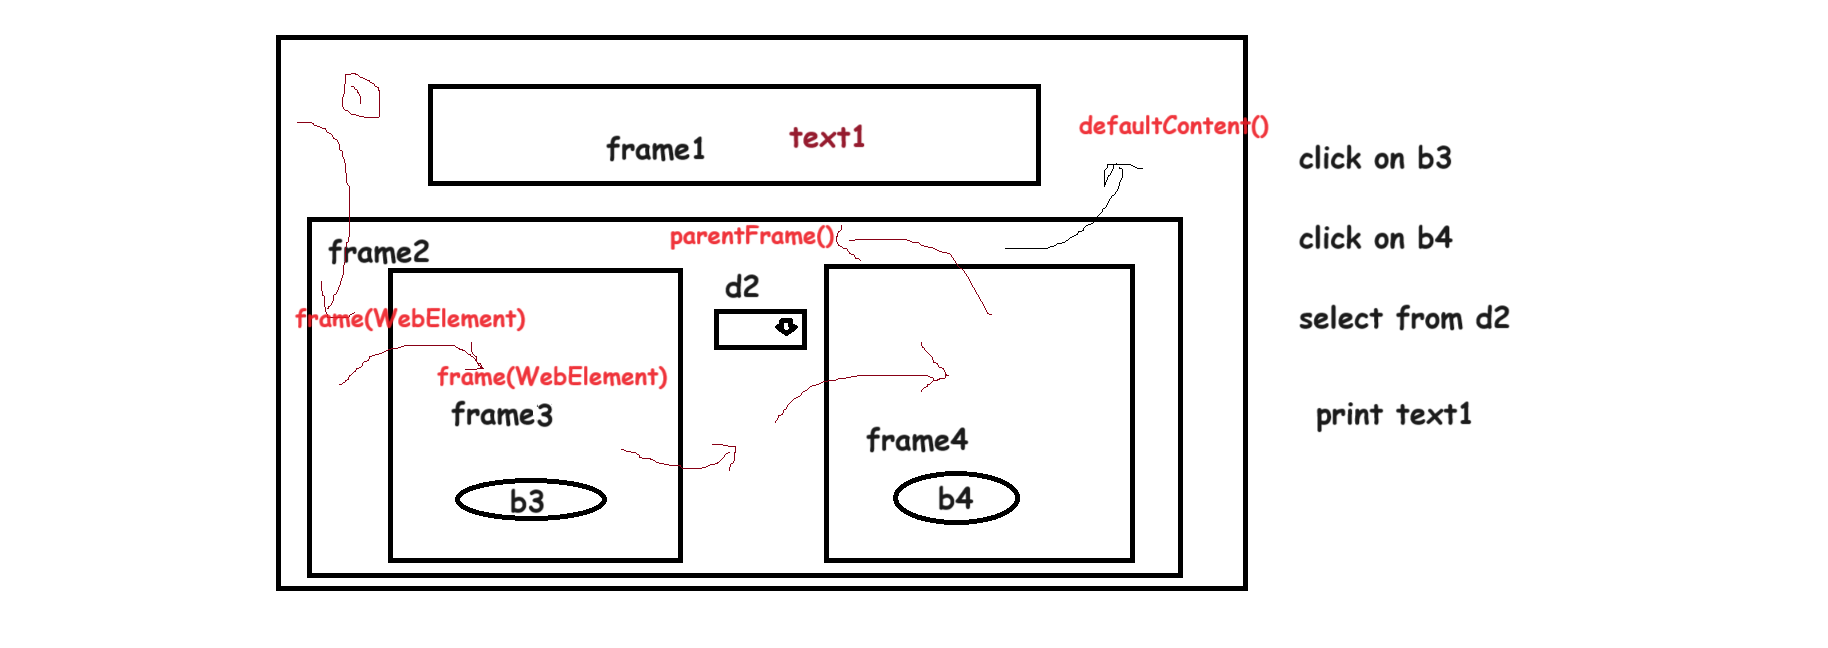 defaultContent()
text1
frame1
click on b3
parentFrame()
frame2
click on b4
d2
frame(WebElement)
select from d2
frame(WebElement)
frame3
print text1
frame4
b3
b4